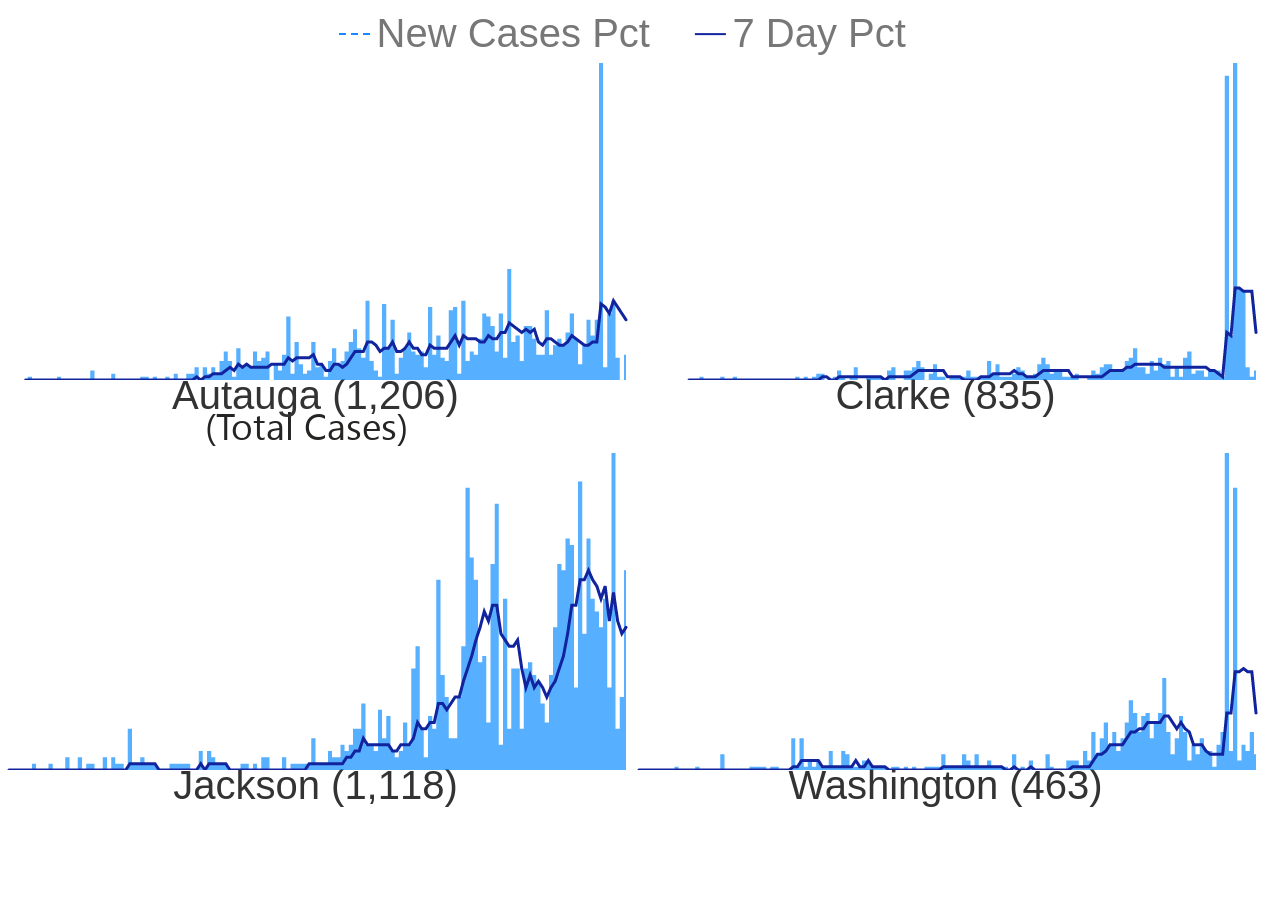 New Cases Pct 7 Day Pct
Autauga (1,206)
(Total Cases)
Clarke (835)
Jackson (1,118)
Washington (463)